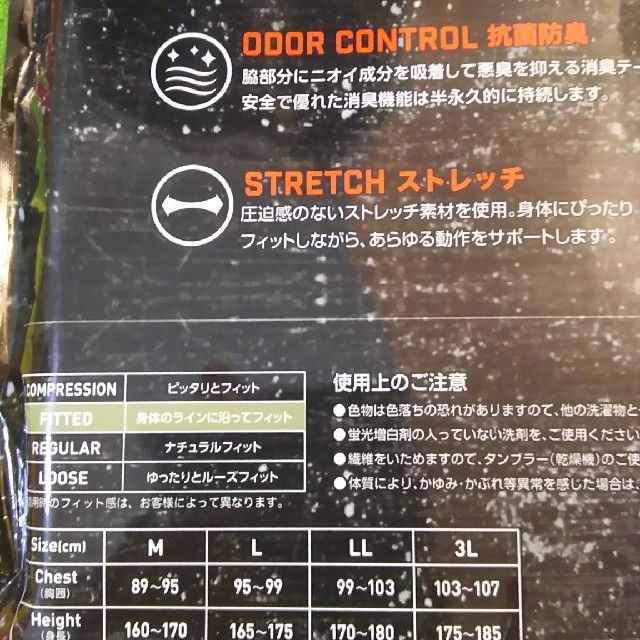 ODOR CONTROL 抗菌防臭
脇部分にニオイ成分を吸着して悪臭を抑える消臭テー
安全で優れた消臭機能は半永久的に持続します。
STRETCH ストレッチ
圧迫感のないストレッチ素材を使用。身体にぴったり
フィットしながら、あらゆる動作をサポートします。
COMPRESSION ピッタリとフィット
FITTED 身体のラインに沿ってフィット
REGULAR ナチュラルフィット
LOOSE ゆったりとルーズフィット
用時のフィット感は、お客様によって異なります。
使用上のご注意
●色物は色落ちの恐れがありますので、他の洗濯物と
●蛍光増白剤の入っていない洗剤を、ご使用ください
●繊維をいためますので、タンブラー(乾燥機)のご使
●体質により、かゆみ・かぶれ等異常を感じた場合は、
Size(cm) M L LL 3L
Chest 89~95 95~99 99~103 103~107
(胸囲)
Height 160~170 165~175 170~180 175~185
(身長)